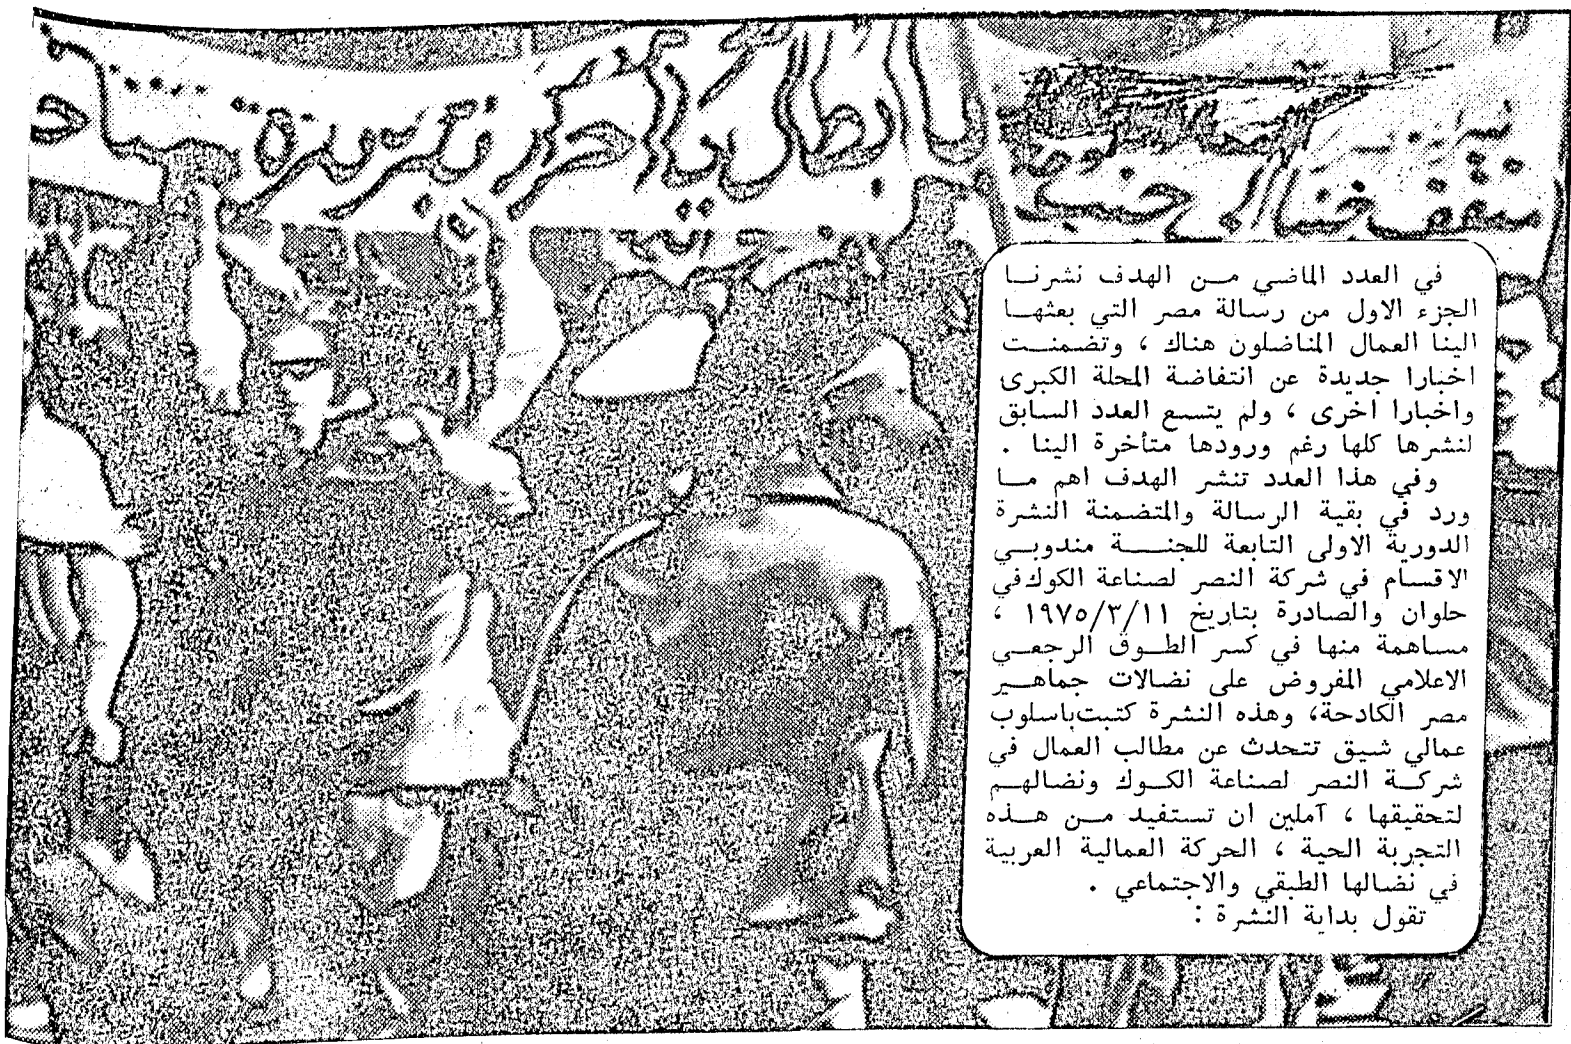 في العدد الماضي من الهدف نشرنا
الجزء الاول من رسالة مصر التي بعثها
الينا العمال المناضلون هناك ، وتضمنت
اخبارا جديدة عن انتفاضة المحلة الكبرى
واخبارا اخرى ، ولم يتسع العدد السابق
لنشرها كلها رغم ورودها متأخرة الينا .
وفي هذا العدد تنشر الهدف اهم ما
ورد في بقية الرسالة والمتضمنة النشرة
الدورية الاولى التابعة للجنة مندوبي
الاقسام في شركة النصر لصناعة الكوك في
حلوان والصادرة بتاريخ ١٩٧٥/٣/١١ ،
مساهمة منها في كسر الطوق الرجعي
الاعلامي المفروض على نضالات جماهير
مصر الكادحة، وهذه النشرة كتبت باسلوب
عمالي شيق تتحدث عن مطالب العمال في
شركة النصر لصناعة الكوك ونضالهم
لتحقيقها ، آملين ان تستفيد من هذه
التجربة الحية ، الحركة العمالية العربية
في نضالها الطبقي والاجتماعي .
تقول بداية النشرة :